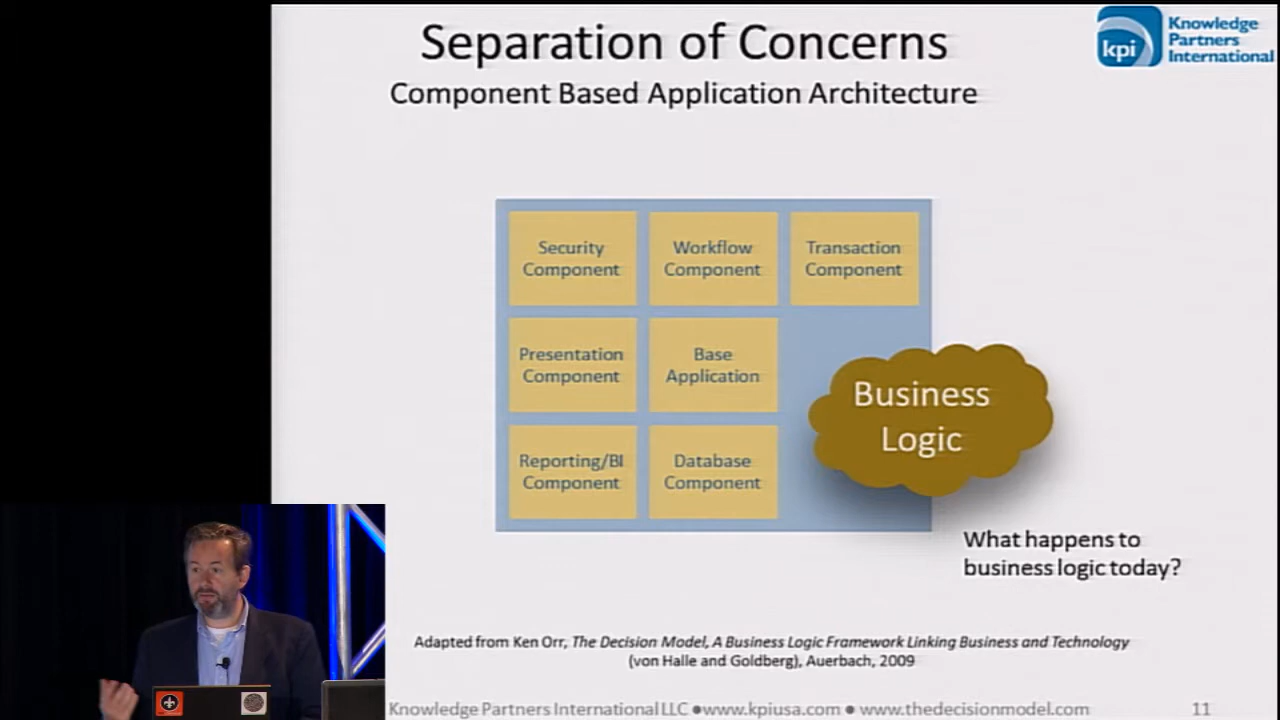 Separation of Concerns
Component Based Application Architecture
kpi
Knowledge
Partners
International
Security
Component
Workflow
Component
Transaction
Component
Presentation
Component
Base
Application
Business
Logic
Reporting/BI
Component
Database
Component
What happens to
business logic today?
Adapted from Ken Orr, The Decision Model, A Business Logic Framework Linking Business and Technology
(von Halle and Goldberg), Auerbach, 2009
Knowledge Partners International LLC ●www.kpiusa.com ● www.thedecisionmodel.com
11